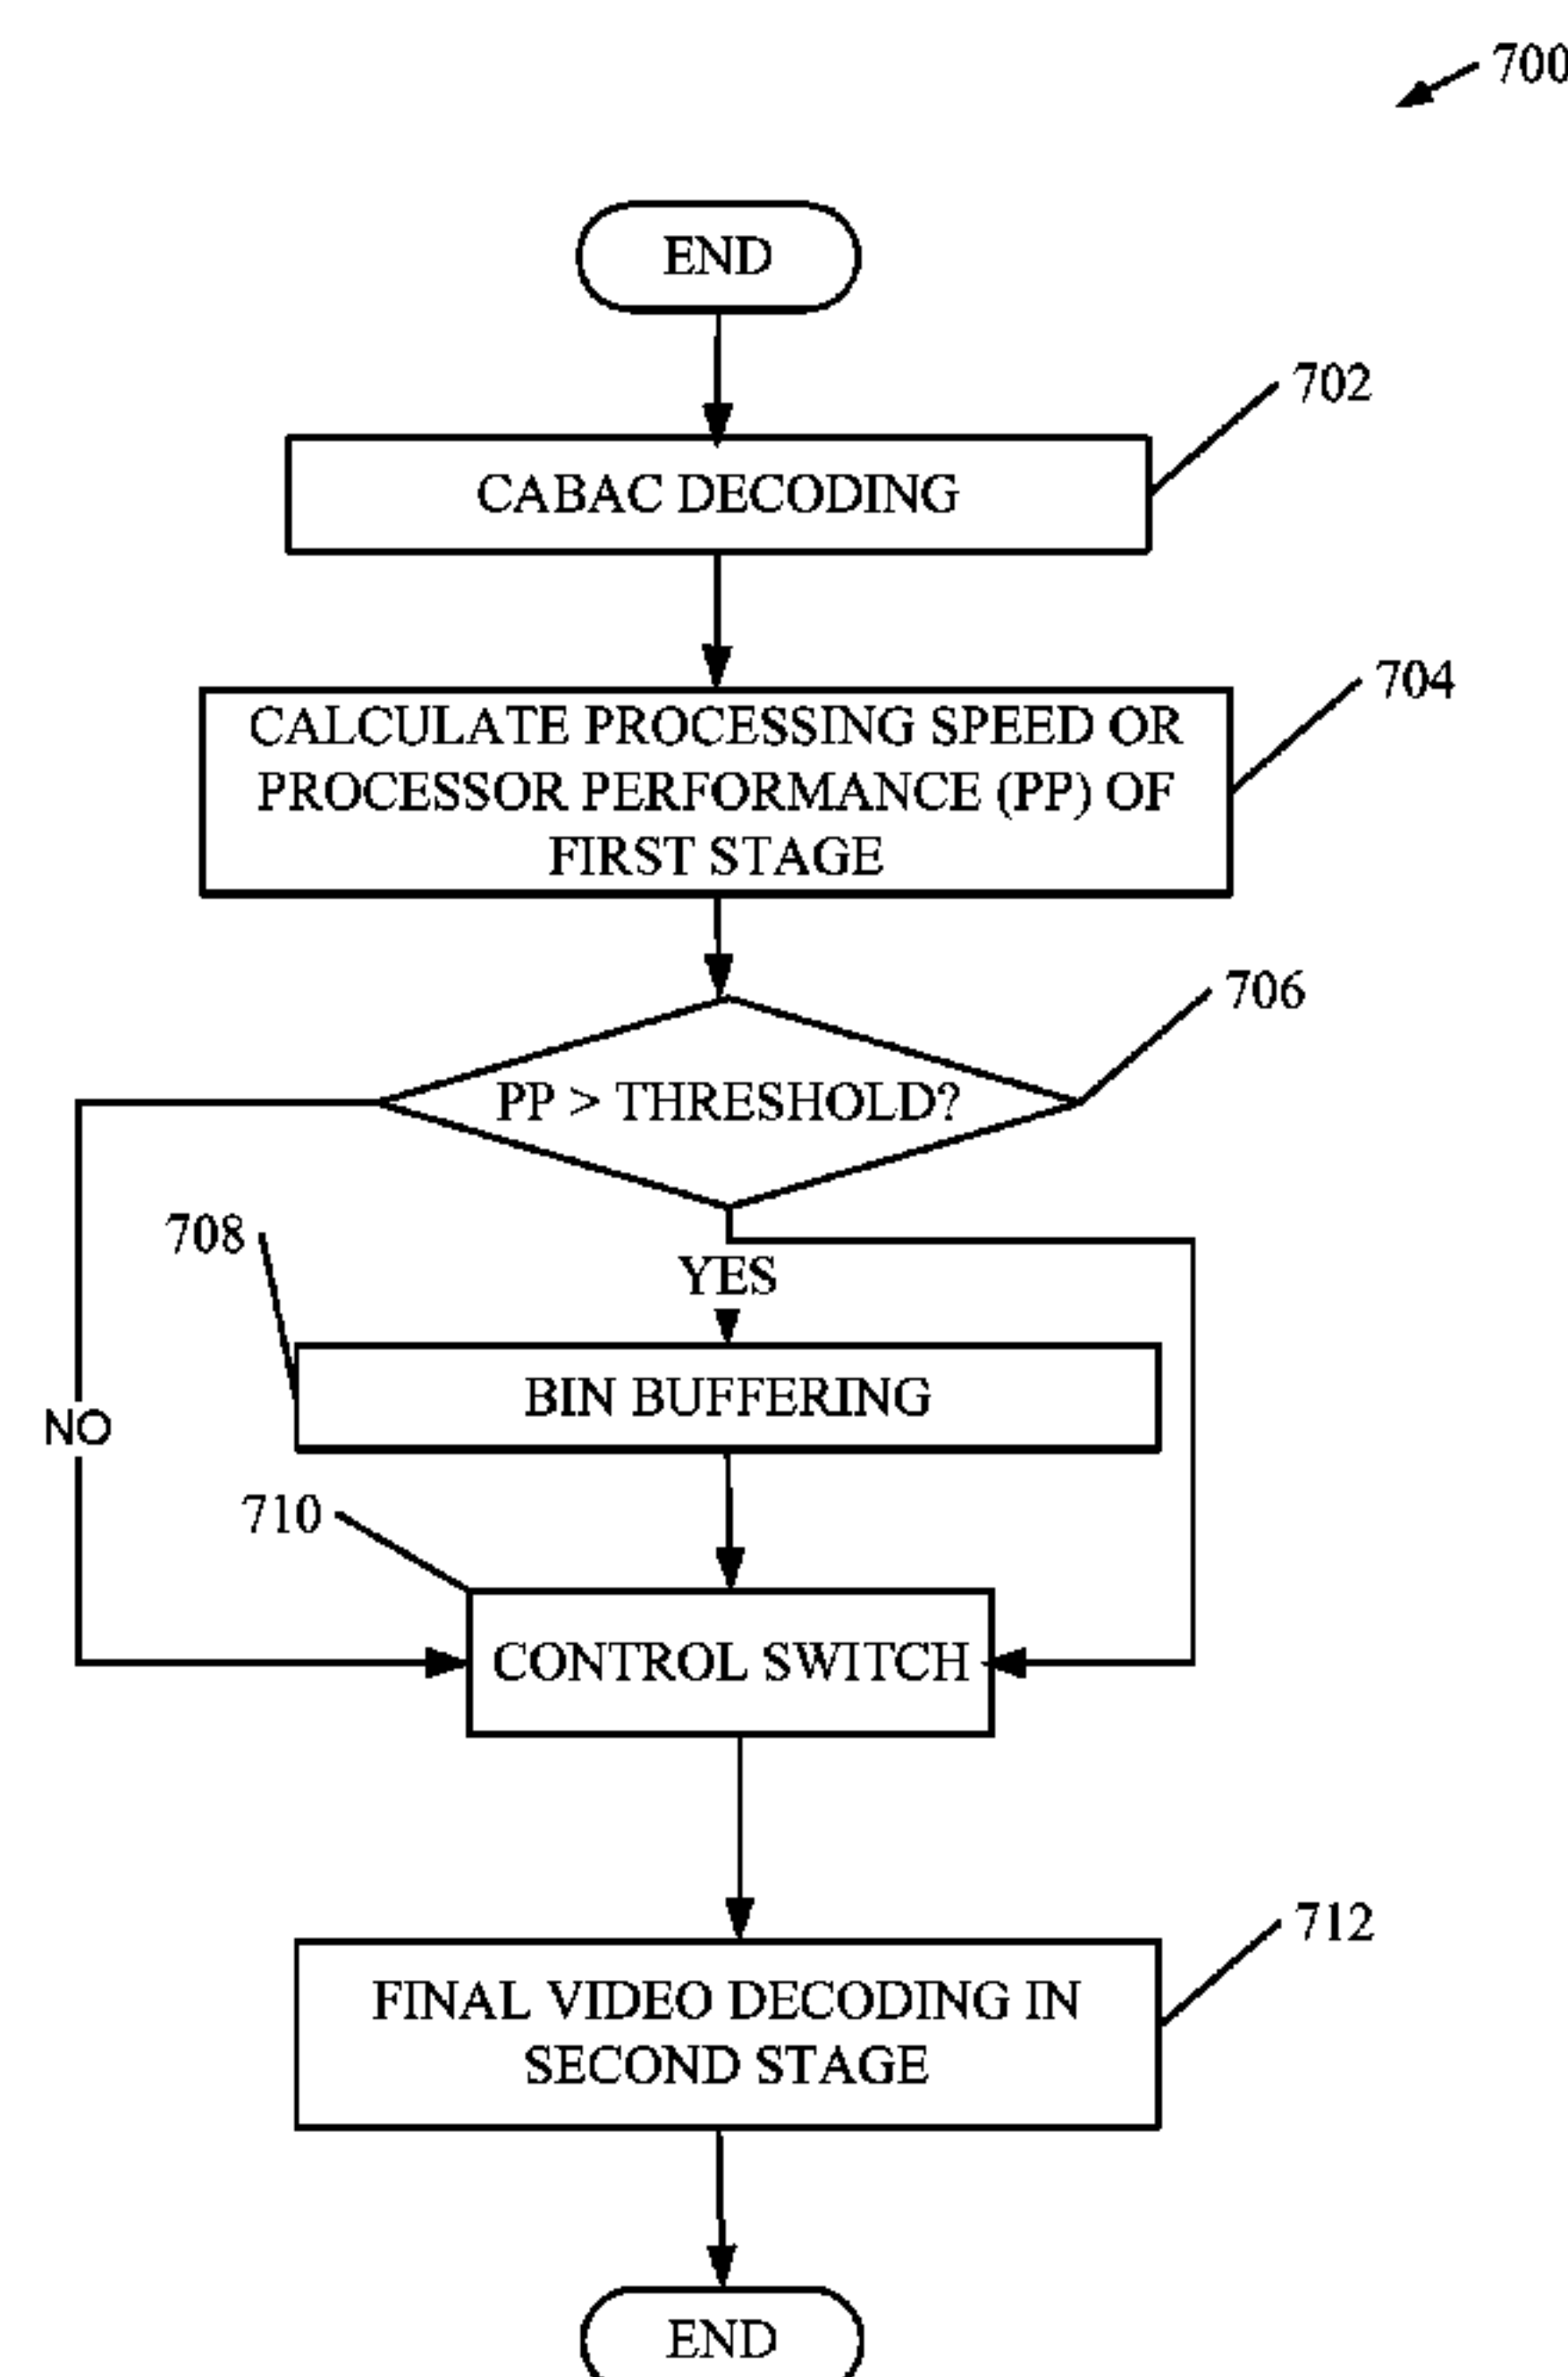 700
END
702
CABAC DECODING
704
CALCULATE PROCESSING SPEED OR
PROCESSOR PERFORMANCE (PP) OF
FIRST STAGE
706
PP > THRESHOLD?
708
YES
BIN BUFFERING
NO
710
CONTROL SWITCH
712
FINAL VIDEO DECODING IN
SECOND STAGE
END